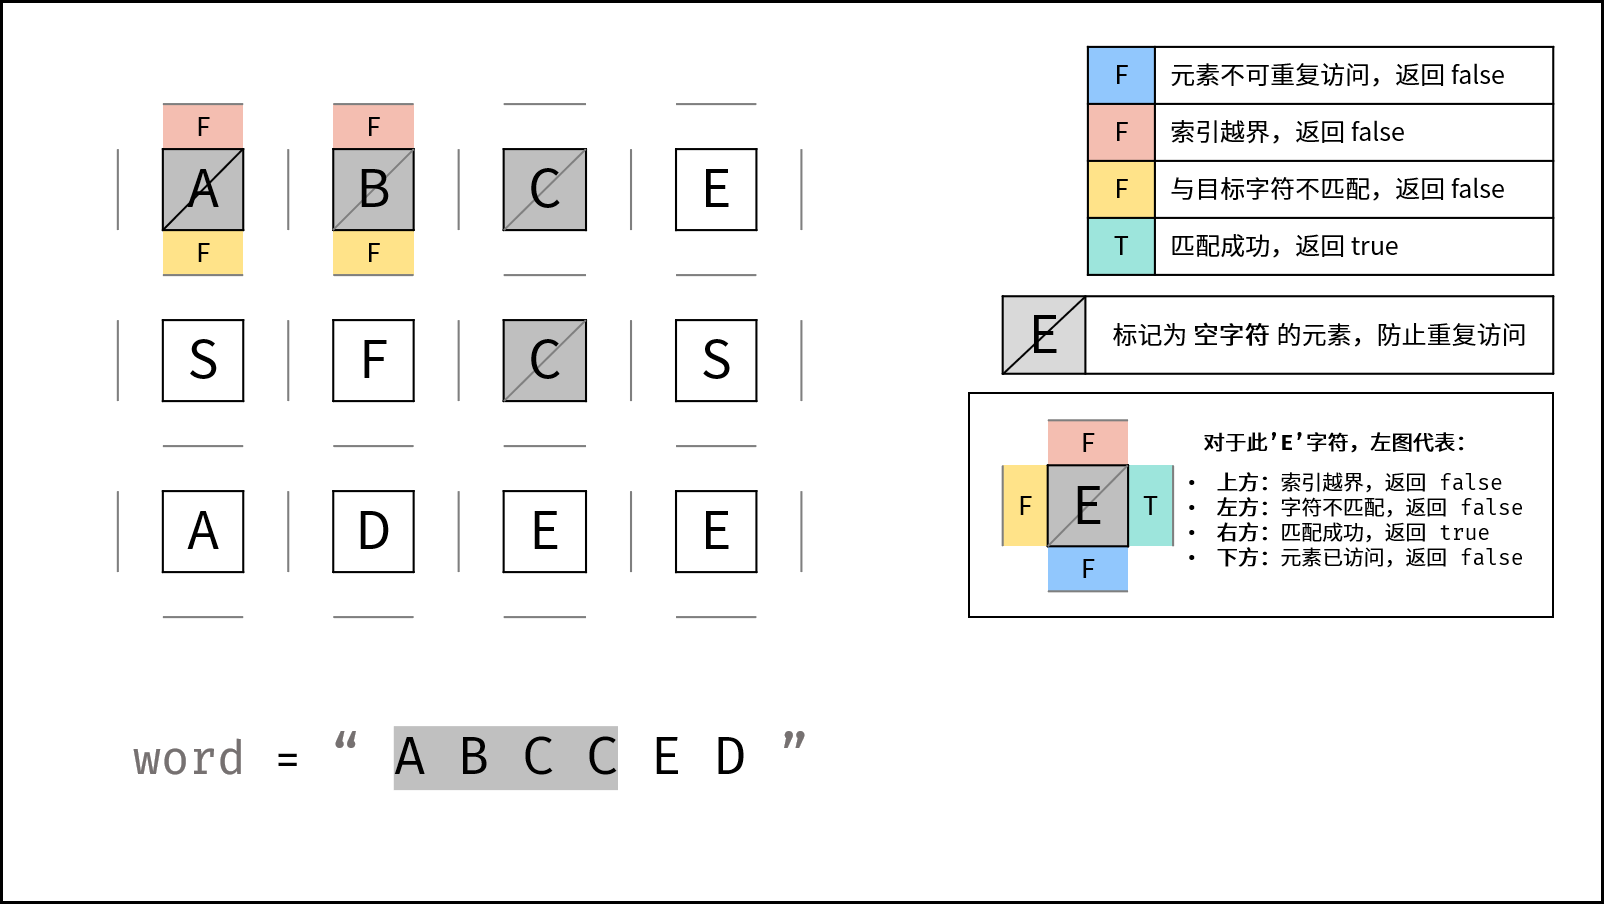 F F
A B C E
F F
S F C S
A D E E
word = “ A B C C E D ”
F 元素不可重复访问，返回 false
F 索引越界，返回 false
F 与目标字符不匹配，返回 false
T 匹配成功，返回 true
E 标记为 空字符 的元素，防止重复访问
F
F E T
F
对于此'E'字符，左图代表：
• 上方：索引越界，返回 false
• 左方：字符不匹配，返回 false
• 右方：匹配成功，返回 true
• 下方：元素已访问，返回 false